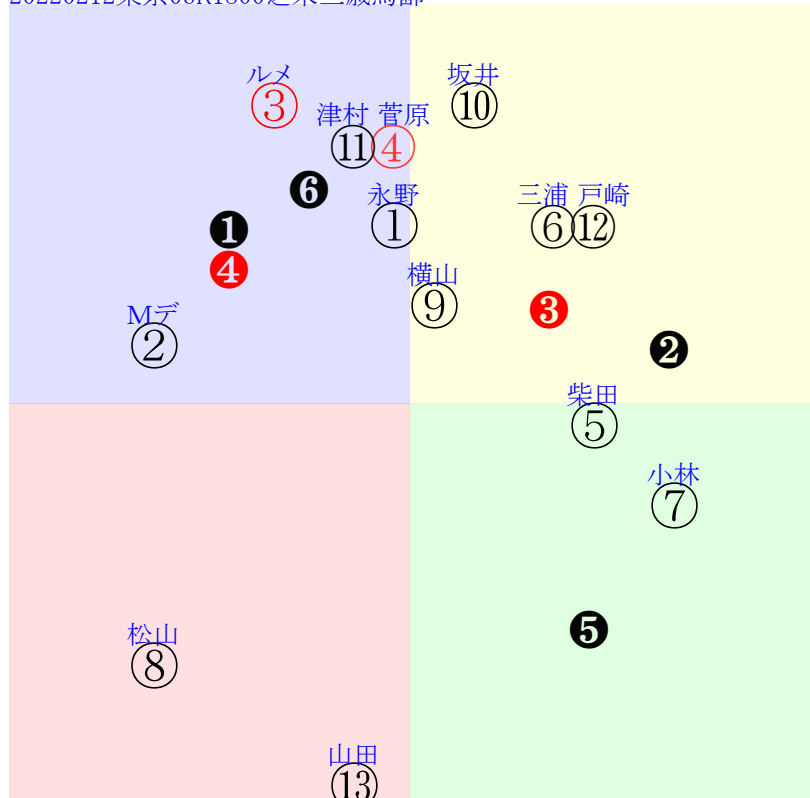 ルメ
③
坂井
⑩
津村 菅原
⑪④
❻
永野
①
三浦 戸崎
⑥⑫
❶
❹
横山
⑨
❸
Mデ
②
❷
柴田
⑤
小林
⑦
❺
松山
⑧
山田
⑬